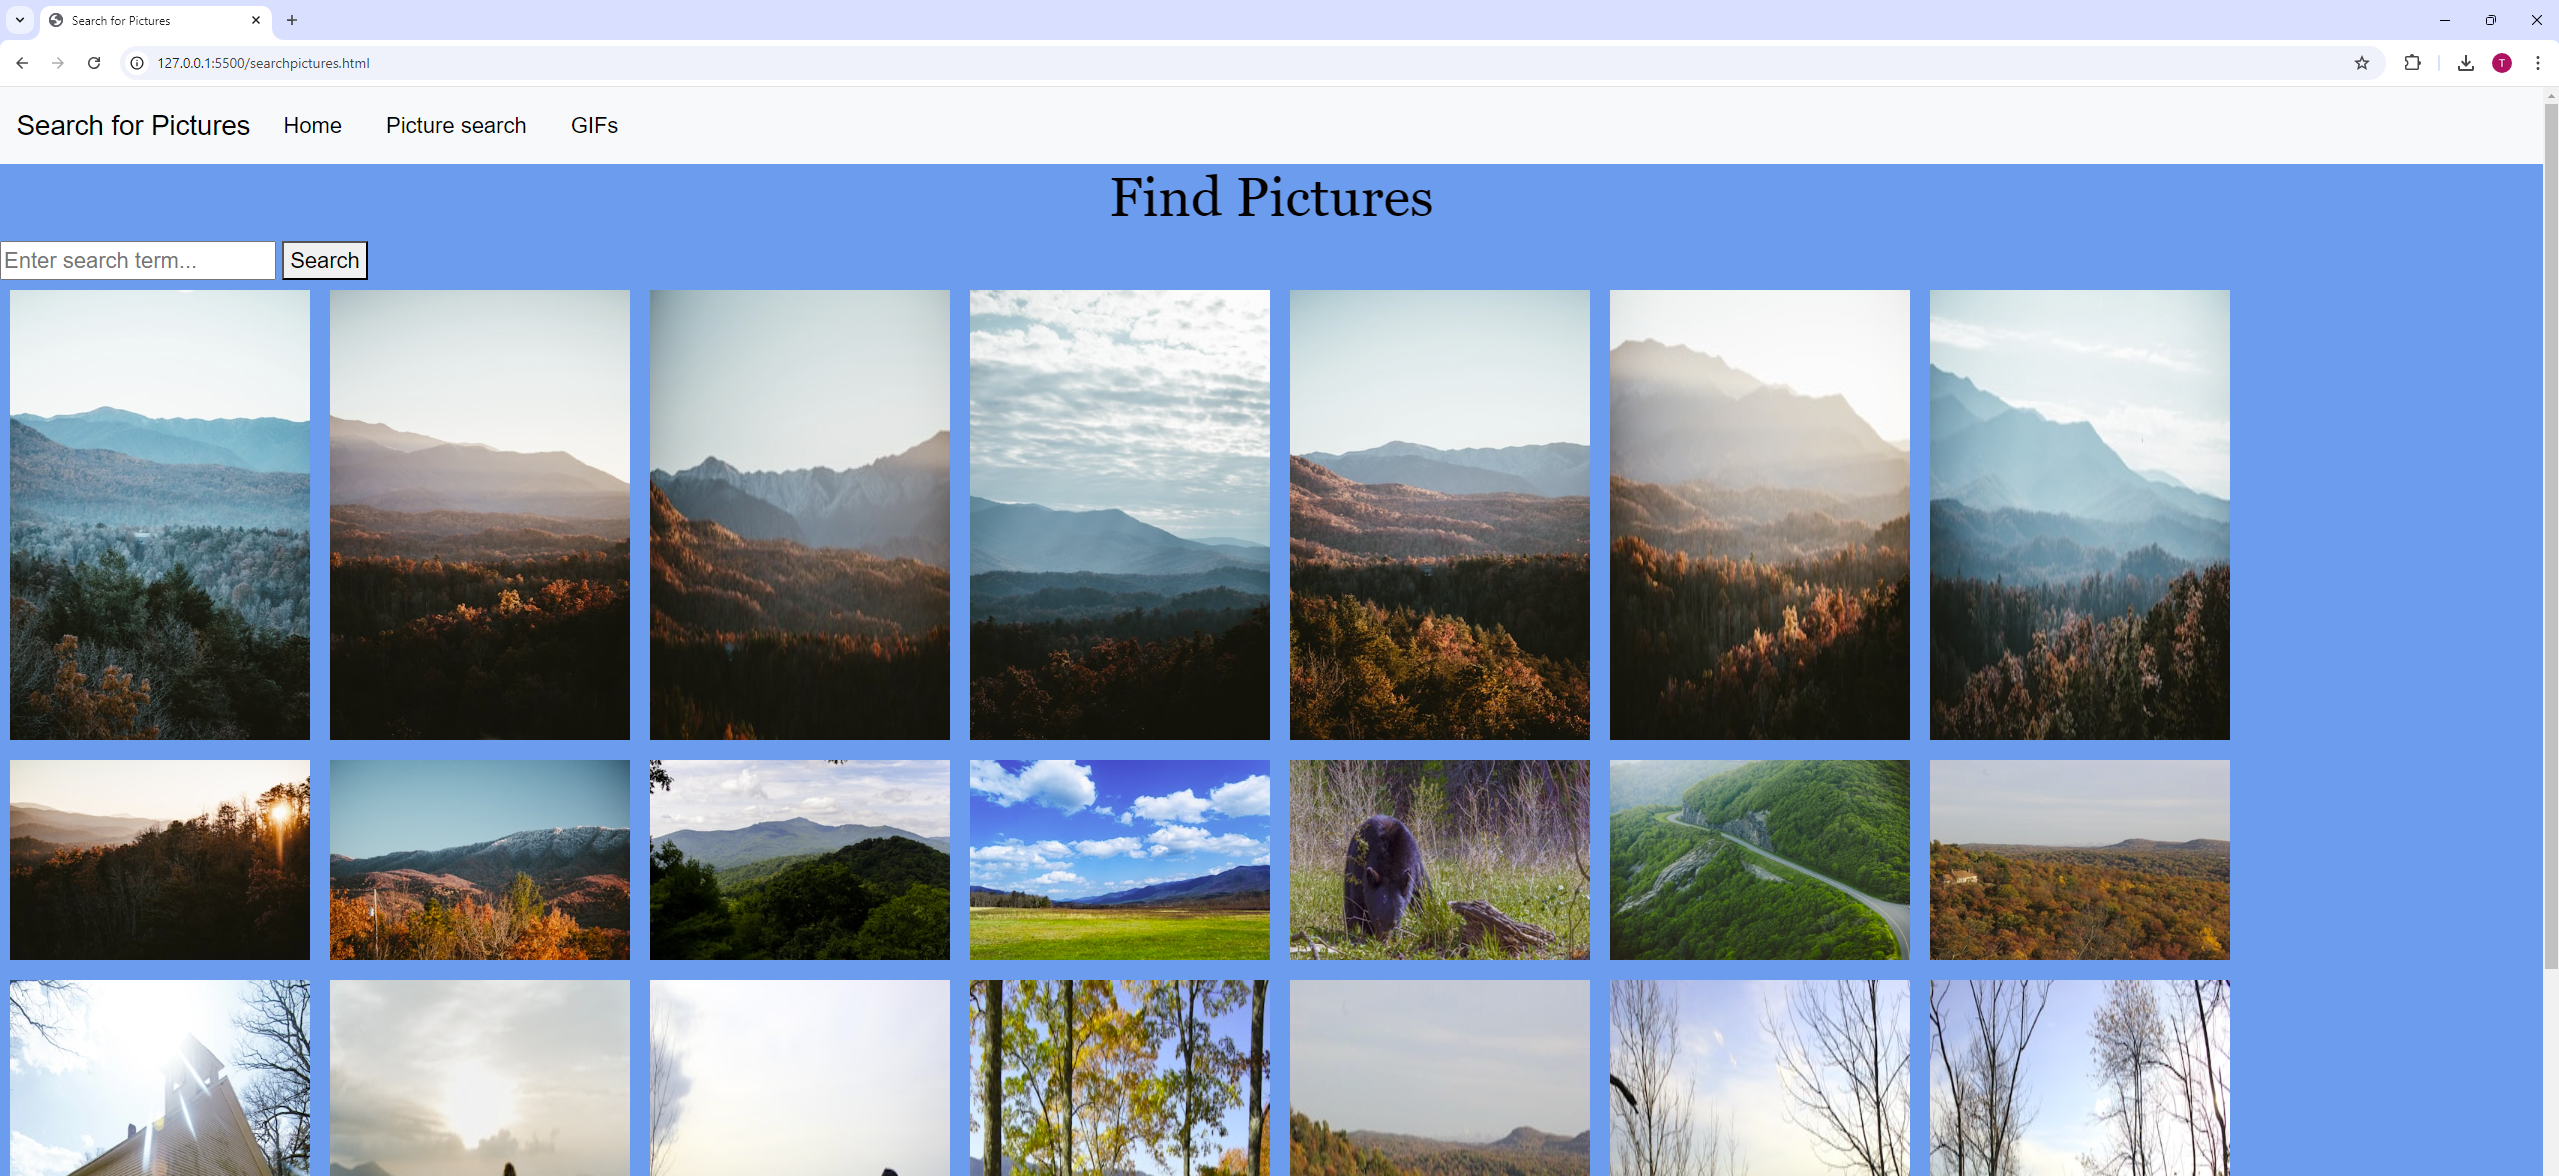 Search for Pictures
127.0.0.1:5500/searchpictures.html
T
Search for Pictures Home Picture search GIFs
Find Pictures
Enter search term... Search